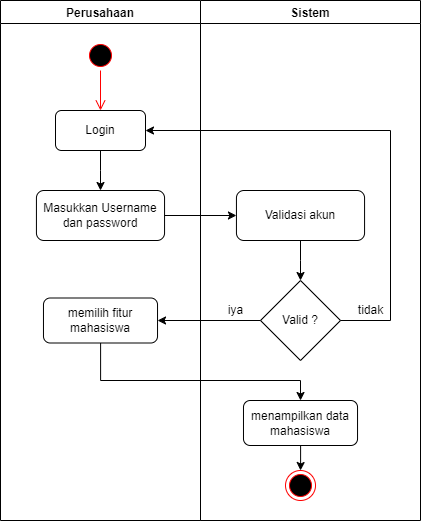 Perusahaan
Sistem
Login
Masukkan Username
dan password
Validasi akun
Valid ?
iya
tidak
memilih fitur
mahasiswa
menampilkan data
mahasiswa